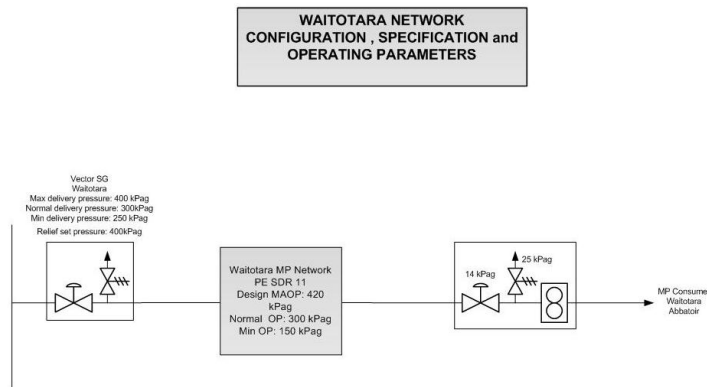 WAITOTARA NETWORK
CONFIGURATION , SPECIFICATION and
OPERATING PARAMETERS
Vector SG
Waitotara
Max delivery pressure: 400 kPag
Normal delivery pressure: 300kPag
Min delivery pressure: 250 kPag
Relief set pressure: 400kPag
Waitotara MP Network
PE SDR 11
Design MAOP: 420
kPag
Normal OP: 300 kPag
Min OP: 150 kPag
14 kPag
25 kPag
MP Consume
Waitotara
Abbatoir